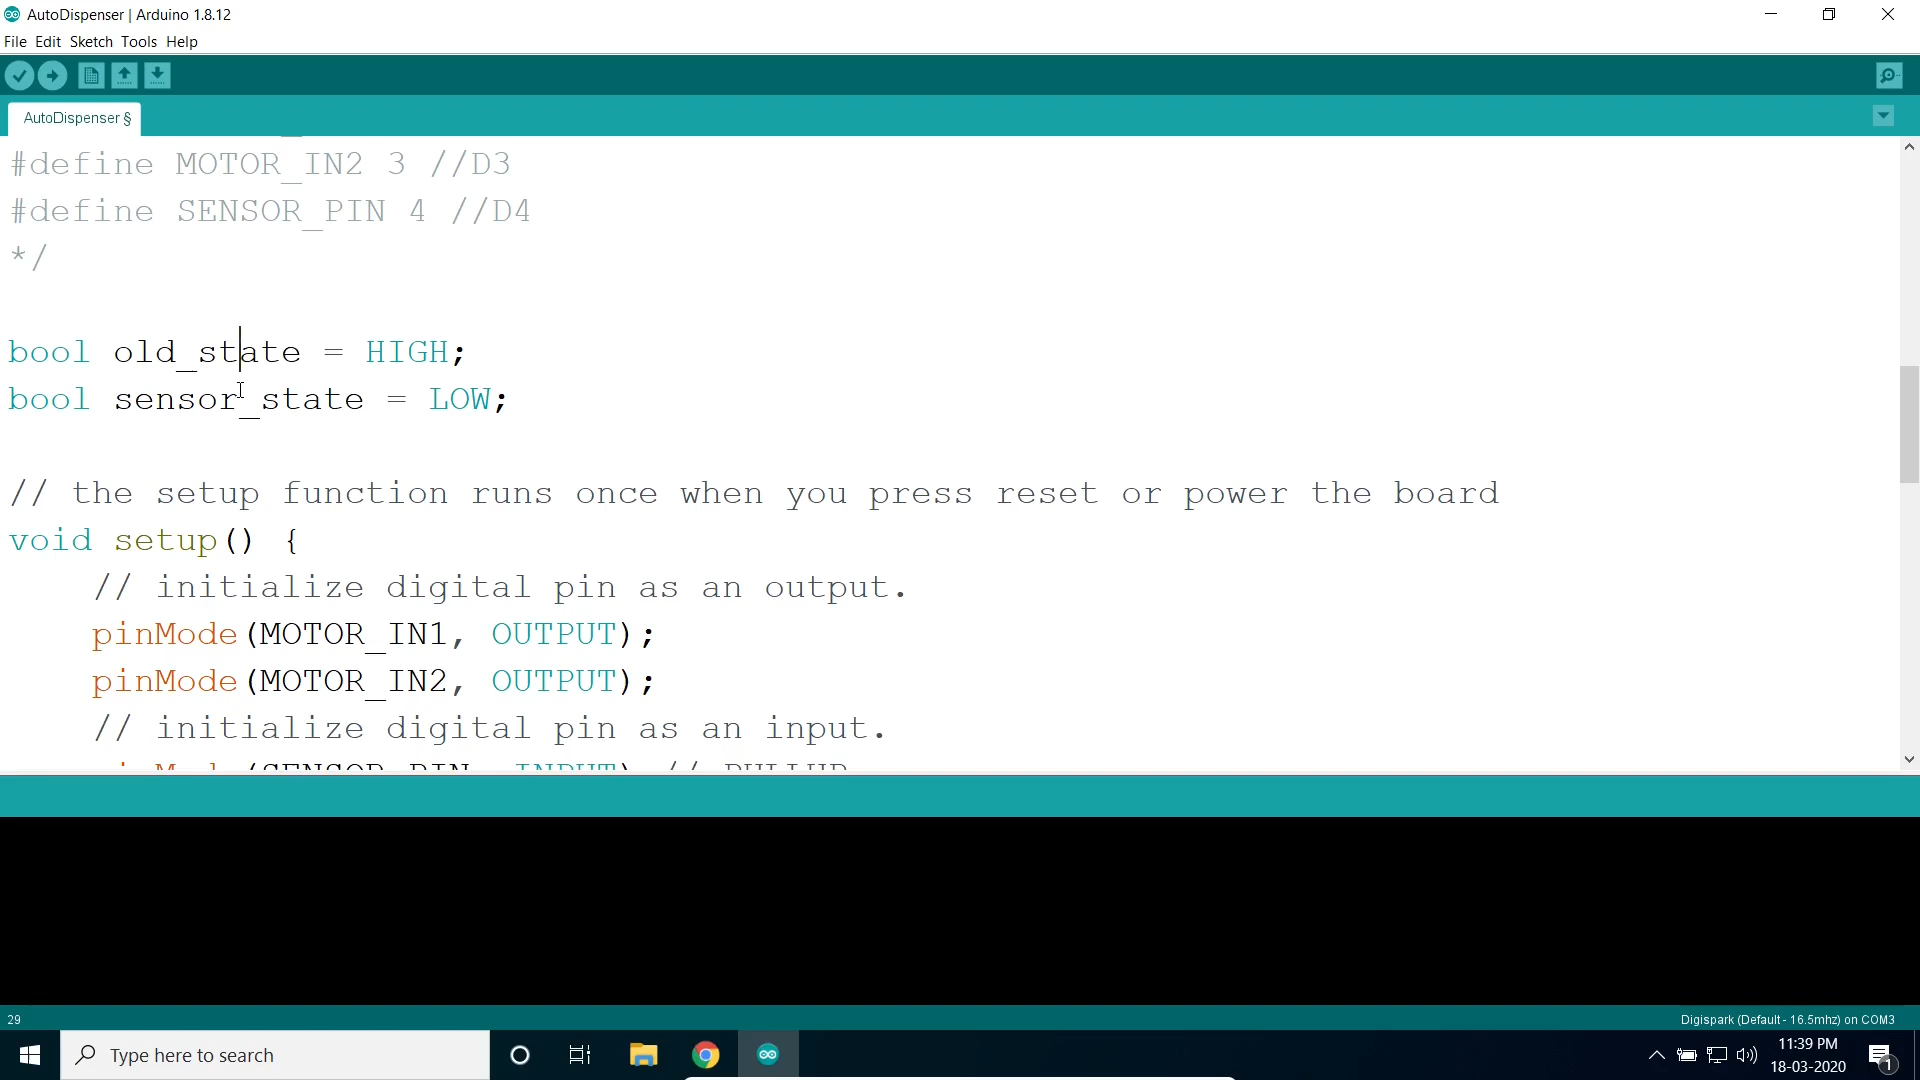 AutoDispenser | Arduino 1.8.12
File Edit Sketch Tools Help
AutoDispenser §
#define MOTOR_IN2 3 //D3
#define SENSOR_PIN 4 //D4
*/
bool old_state = HIGH;
bool sensor_state = LOW;
// the setup function runs once when you press reset or power the board
void setup() {
// initialize digital pin as an output.
pinMode(MOTOR_IN1, OUTPUT);
pinMode(MOTOR_IN2, OUTPUT);
// initialize digital pin as an input.
29
Digispark (Default - 16.5mhz) on COM3
Type here to search
11:39 PM
18-03-2020
1